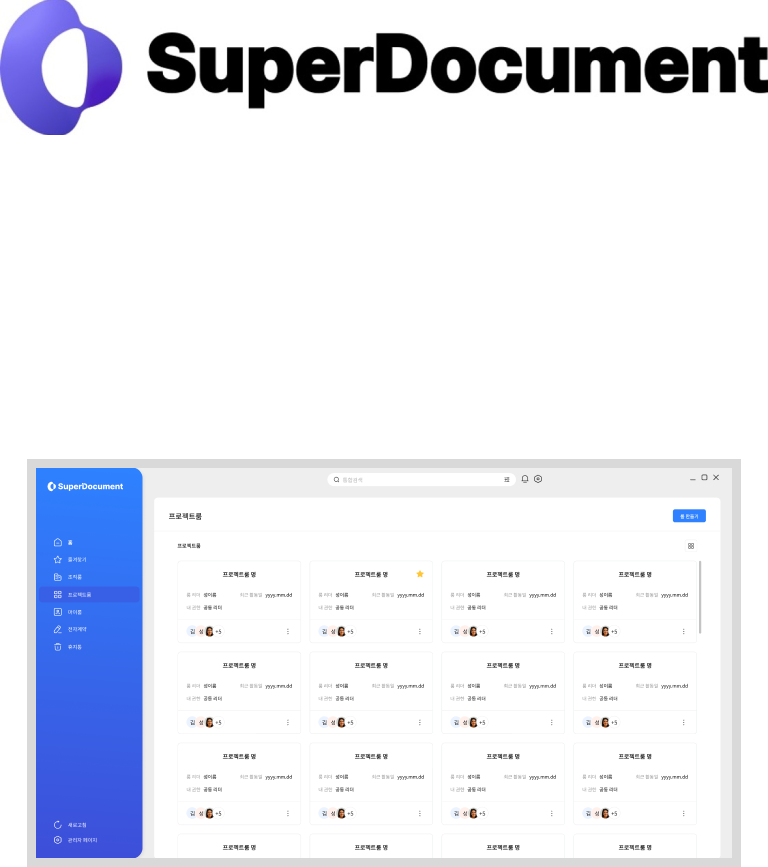 SuperDocument
SuperDocument
통합검색
홈
즐겨찾기
조직룸
프로젝트룸
마이룸
전자계약
휴지통
새로고침
관리자 페이지
프로젝트룸
룸 만들기
프로젝트룸
프로젝트룸 명 프로젝트룸 명 프로젝트룸 명 프로젝트룸 명
룸 리더 성이름 최근 활동일 yyyy.mm.dd 룸 리더 성이름 최근 활동일 yyyy.mm.dd 룸 리더 성이름 최근 활동일 yyyy.mm.dd 룸 리더 성이름 최근 활동일 yyyy.mm.dd
내 권한 공동 리더 내 권한 공동 리더 내 권한 공동 리더 내 권한 공동 리더
김 성 +5 김 성 +5 김 성 +5 김 성 +5
프로젝트룸 명 프로젝트룸 명 프로젝트룸 명 프로젝트룸 명
룸 리더 성이름 최근 활동일 yyyy.mm.dd 룸 리더 성이름 최근 활동일 yyyy.mm.dd 룸 리더 성이름 최근 활동일 yyyy.mm.dd 룸 리더 성이름 최근 활동일 yyyy.mm.dd
내 권한 공동 리더 내 권한 공동 리더 내 권한 공동 리더 내 권한 공동 리더
김 성 +5 김 성 +5 김 성 +5 김 성 +5
프로젝트룸 명 프로젝트룸 명 프로젝트룸 명 프로젝트룸 명
룸 리더 성이름 최근 활동일 yyyy.mm.dd 룸 리더 성이름 최근 활동일 yyyy.mm.dd 룸 리더 성이름 최근 활동일 yyyy.mm.dd 룸 리더 성이름 최근 활동일 yyyy.mm.dd
내 권한 공동 리더 내 권한 공동 리더 내 권한 공동 리더 내 권한 공동 리더
김 성 +5 김 성 +5 김 성 +5 김 성 +5
프로젝트룸 명 프로젝트룸 명 프로젝트룸 명 프로젝트룸 명